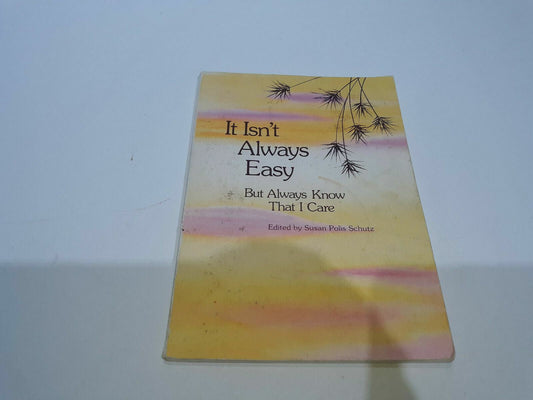 It Isn't
Always
Easy
But Always Know
That I Care
Edited by Susan Polis Schutz